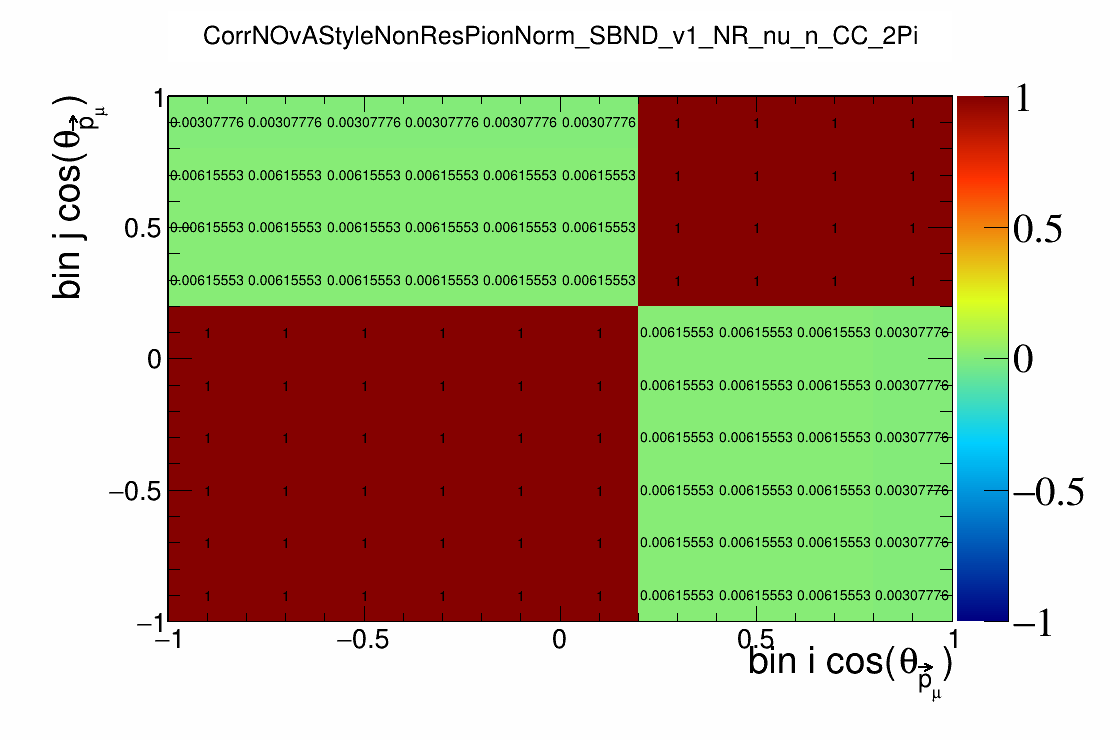 CorrNOvAStyleNonResPionNorm_SBND_v1_NR_nu_n_CC_2Pi
bin j cos(θ_p⃗_μ)
1 0.00307776 0.00307776 0.00307776 0.00307776 0.00307776 0.00307776 1 1 1 1 1
0.00615553 0.00615553 0.00615553 0.00615553 0.00615553 0.00615553 1 1 1 1
0.5 0.00615553 0.00615553 0.00615553 0.00615553 0.00615553 0.00615553 1 1 1 1 0.5
0.00615553 0.00615553 0.00615553 0.00615553 0.00615553 0.00615553 1 1 1 1
1 1 1 1 1 1 0.00615553 0.00615553 0.00615553 0.00307776
0 0
1 1 1 1 1 1 0.00615553 0.00615553 0.00615553 0.00307776
1 1 1 1 1 1 0.00615553 0.00615553 0.00615553 0.00307776
−0.5 1 1 1 1 1 1 0.00615553 0.00615553 0.00615553 0.00307776 −0.5
1 1 1 1 1 1 0.00615553 0.00615553 0.00615553 0.00307776
1 1 1 1 1 1 0.00615553 0.00615553 0.00615553 0.00307776
−1 −1
−1 −0.5 0 0.5 1
bin i cos(θ_p⃗_μ)